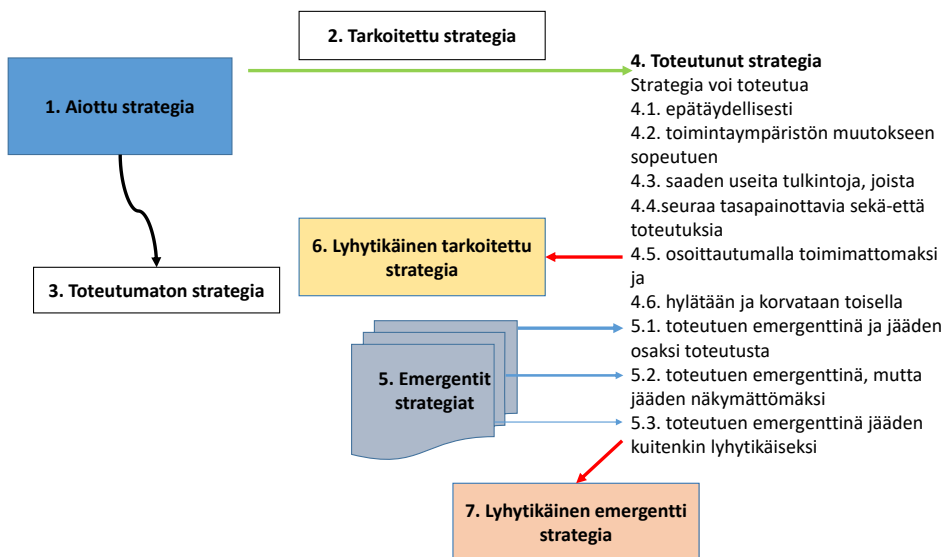 2. Tarkoitettu strategia
1. Aiottu strategia
3. Toteutumaton strategia
4. Toteutunut strategia
Strategia voi toteutua
4.1. epätäydellisesti
4.2. toimintaympäristön muutokseen
sopeutuen
4.3. saaden useita tulkintoja, joista
4.4.seuraa tasapainottavia sekä-että
toteutuksia
4.5. osoittautumalla toimimattomaksi
ja
4.6. hylätään ja korvataan toisella
5.1. toteutuen emergenttinä ja jääden
osaksi toteutusta
5.2. toteutuen emergenttinä, mutta
jääden näkymättömäksi
5.3. toteutuen emergenttinä jääden
kuitenkin lyhytikäiseksi
6. Lyhytikäinen tarkoitettu
strategia
5. Emergentit
strategiat
7. Lyhytikäinen emergentti
strategia